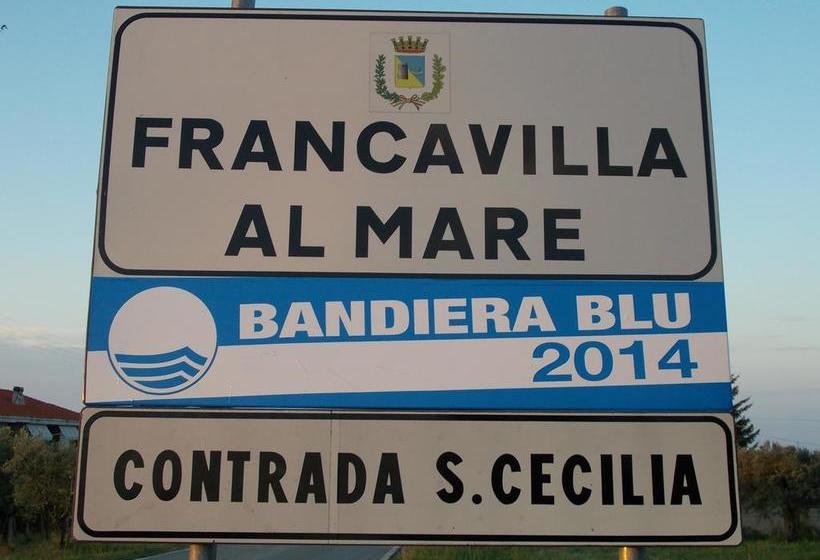 FRANCAVILLA
AL MARE
BANDIERA BLU
2014
CONTRADA S.CECILIA